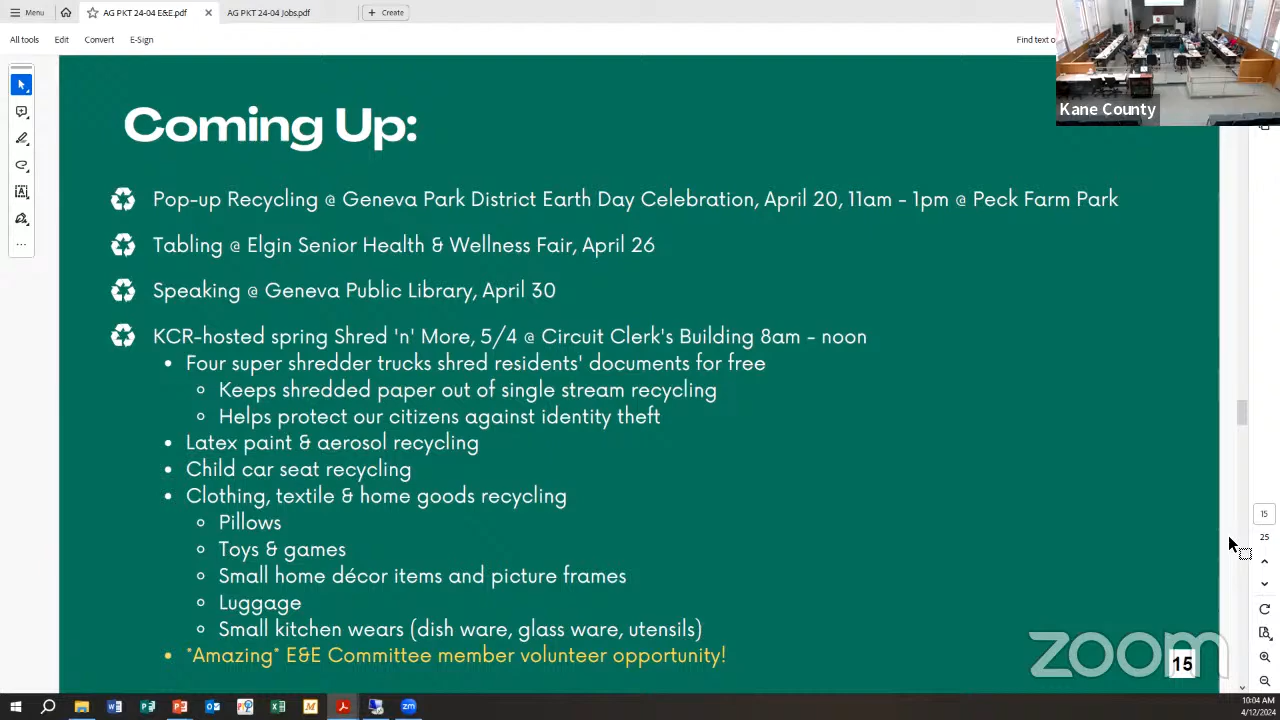 Menu
AG PKT 24-04 E&E.pdf
AG PKT 24-04 Jobs.pdf
Create
All tools
Edit
Convert
E-Sign
Find text o
Kane County
Coming Up:
Pop-up Recycling @ Geneva Park District Earth Day Celebration, April 20, 11am - 1pm @ Peck Farm Park
Tabling @ Elgin Senior Health & Wellness Fair, April 26
Speaking @ Geneva Public Library, April 30
KCR-hosted spring Shred 'n' More, 5/4 @ Circuit Clerk's Building 8am - noon
Four super shredder trucks shred residents' documents for free
Keeps shredded paper out of single stream recycling
Helps protect our citizens against identity theft
Latex paint & aerosol recycling
Child car seat recycling
Clothing, textile & home goods recycling
Pillows
Toys & games
Small home décor items and picture frames
Luggage
Small kitchen wears (dish ware, glass ware, utensils)
*Amazing* E&E Committee member volunteer opportunity!
15
25
zoom
15
10:04 AM
4/12/2024